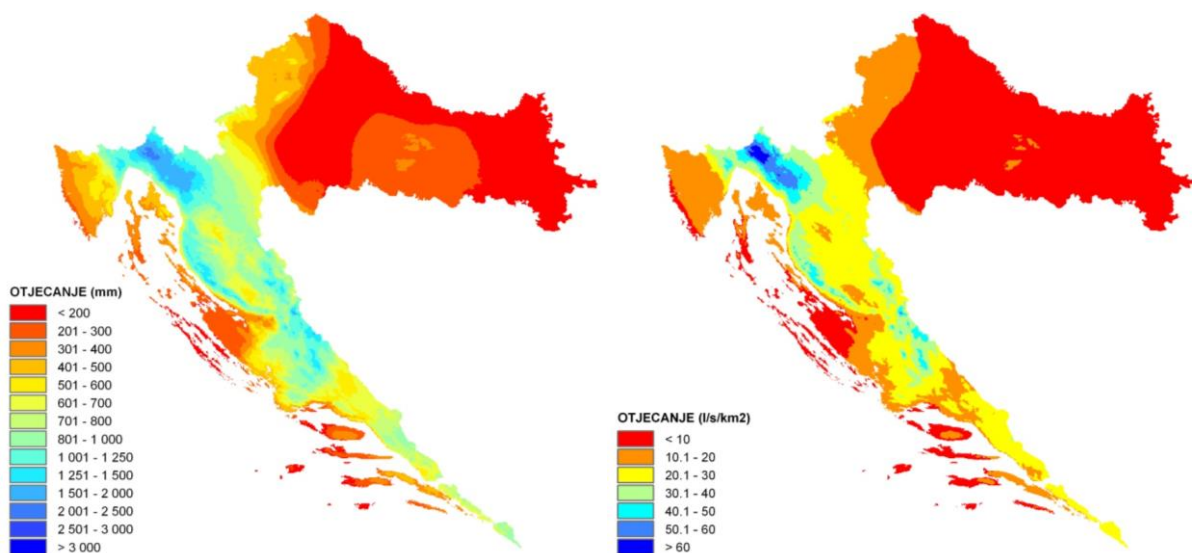 OTJECANJE (mm)
< 200
201 - 300
301 - 400
401 - 500
501 - 600
601 - 700
701 - 800
801 - 1 000
1 001 - 1 250
1 251 - 1 500
1 501 - 2 000
2 001 - 2 500
2 501 - 3 000
> 3 000
OTJECANJE (l/s/km2)
< 10
10.1 - 20
20.1 - 30
30.1 - 40
40.1 - 50
50.1 - 60
> 60